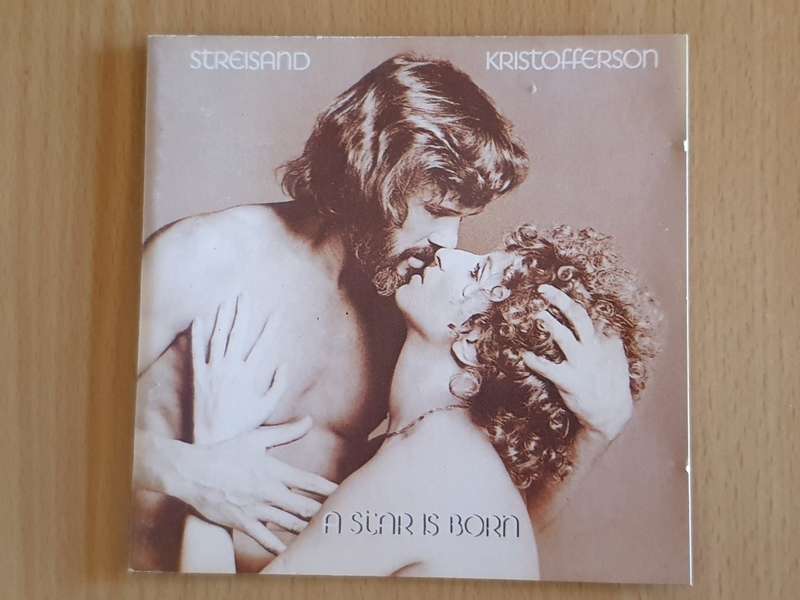 STREISAND KRISTOFFERSON
A STAR IS BORN